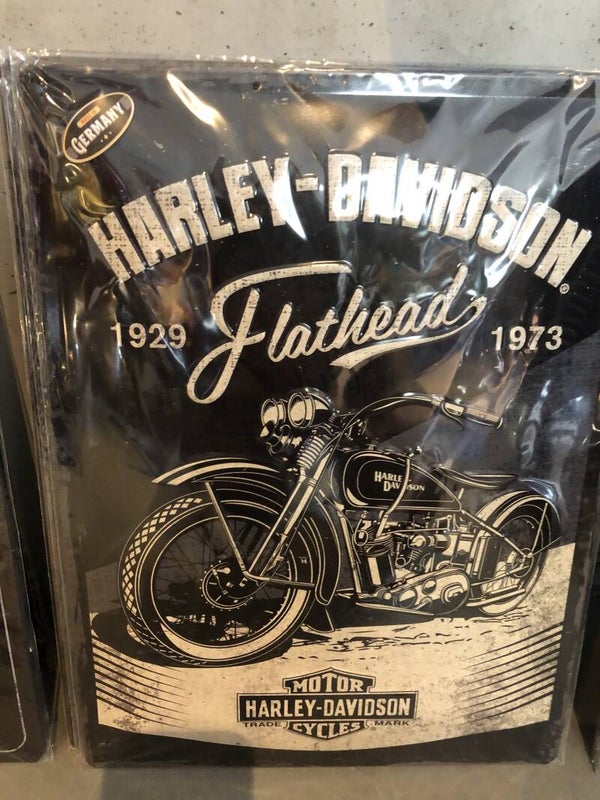 GERMANY
HARLEY-DAVIDSON®
Flathead
1929 1973
HARLEY
DAVIDSON
MOTOR
HARLEY-DAVIDSON
TRADE MARK
CYCLES